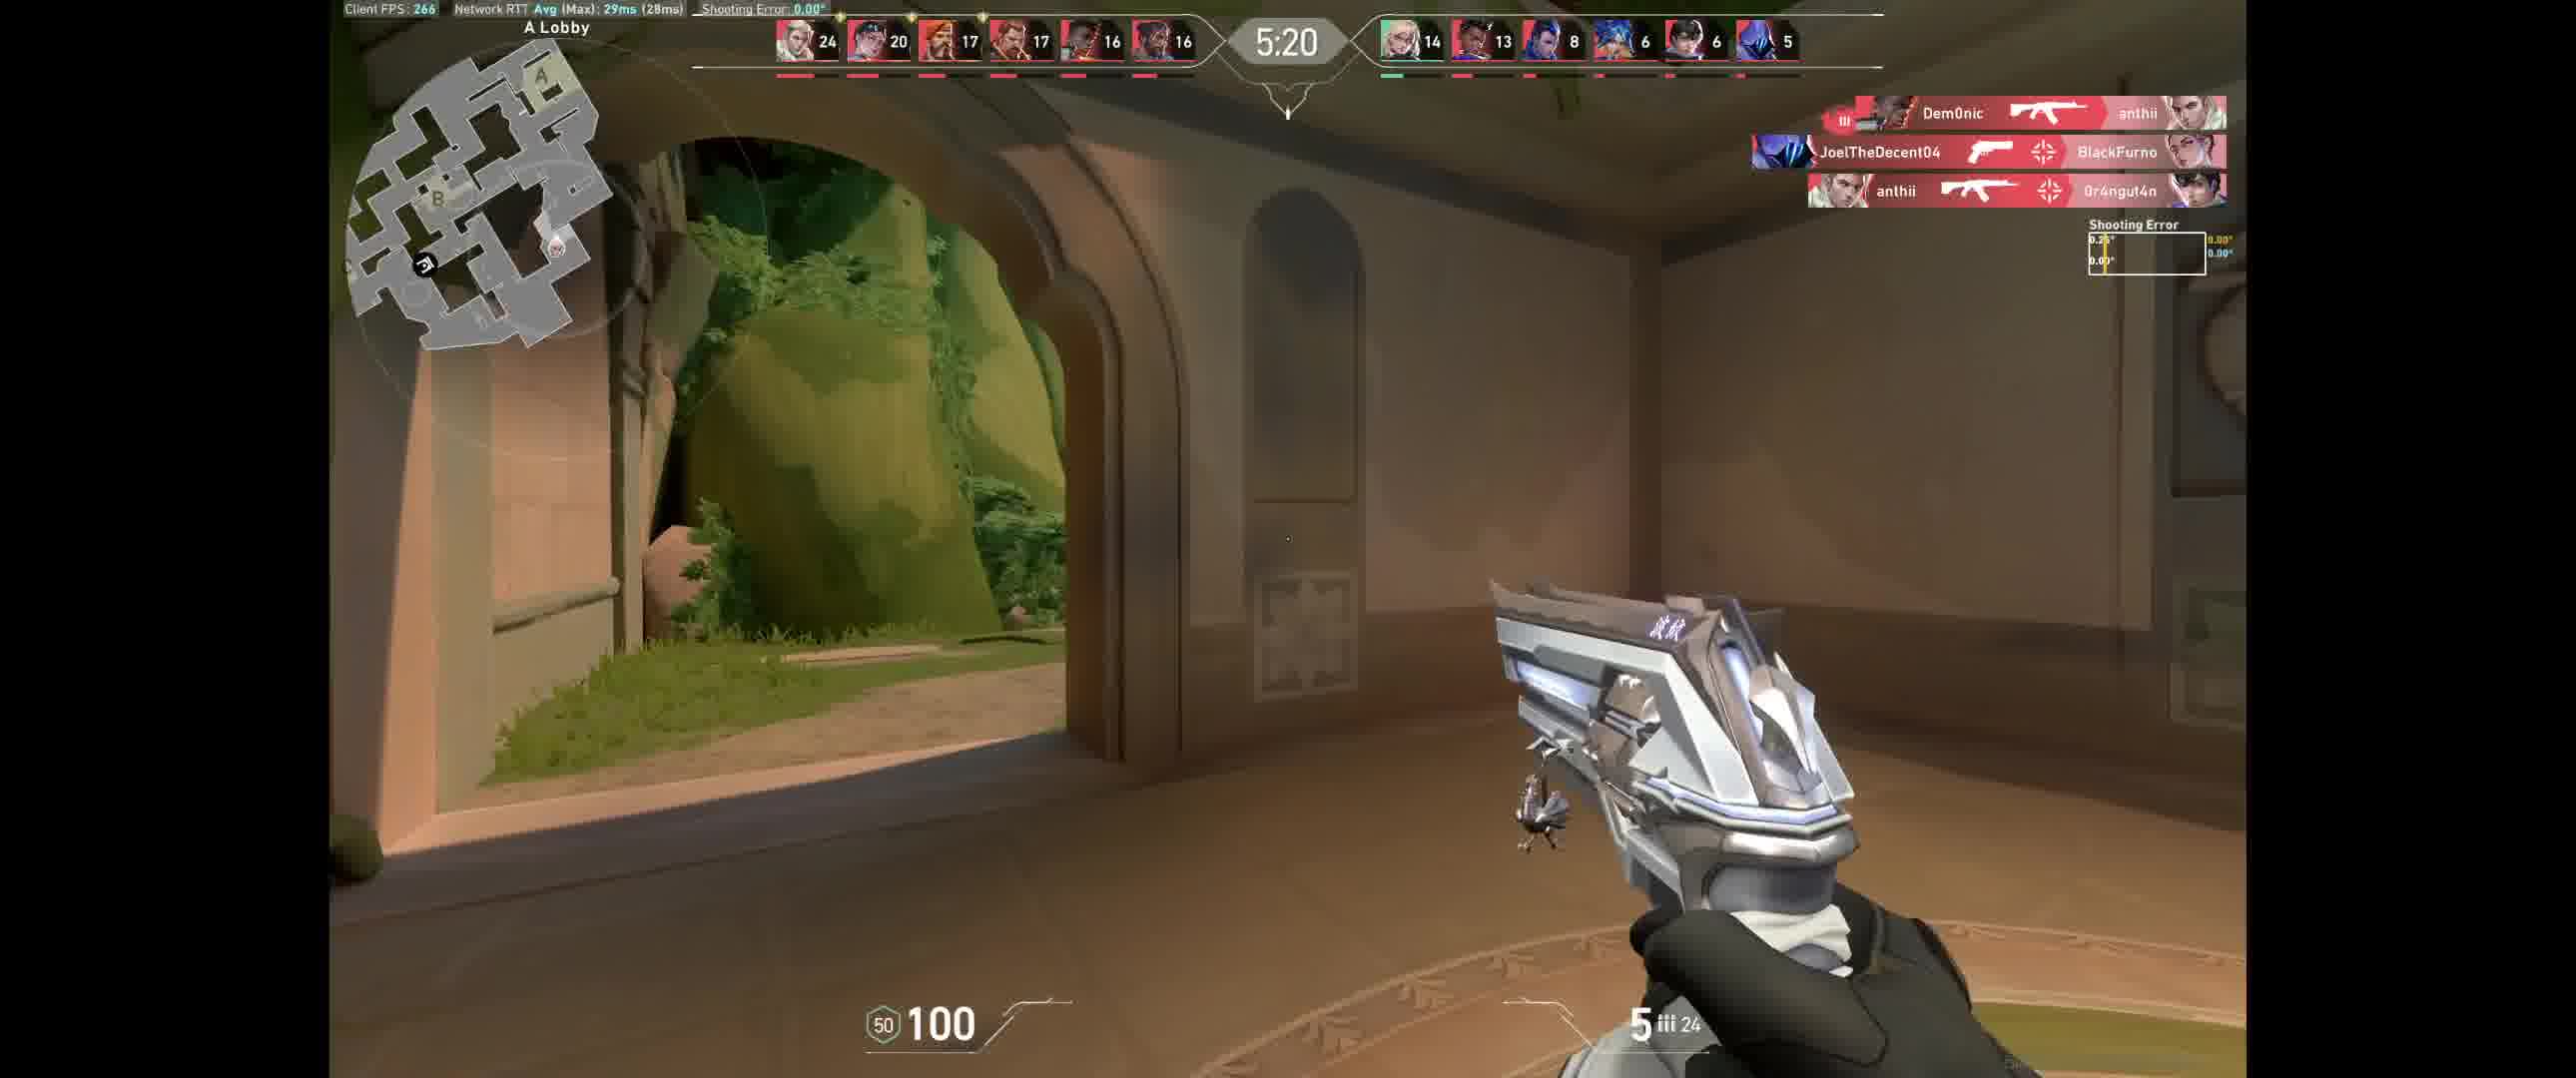 Client FPS: 266 Network RTT Avg (Max): 29ms (28ms) Shooting Error: 0.00°
A Lobby
24 20 17 17 16 16 5:20 14 13 8 6 6 5
A
B
Dem0nic anthii
JoelTheDecent04 BlackFurno
anthii 0r4ngut4n
Shooting Error
0.00°
0.00° 0.00°
50 100
5 24